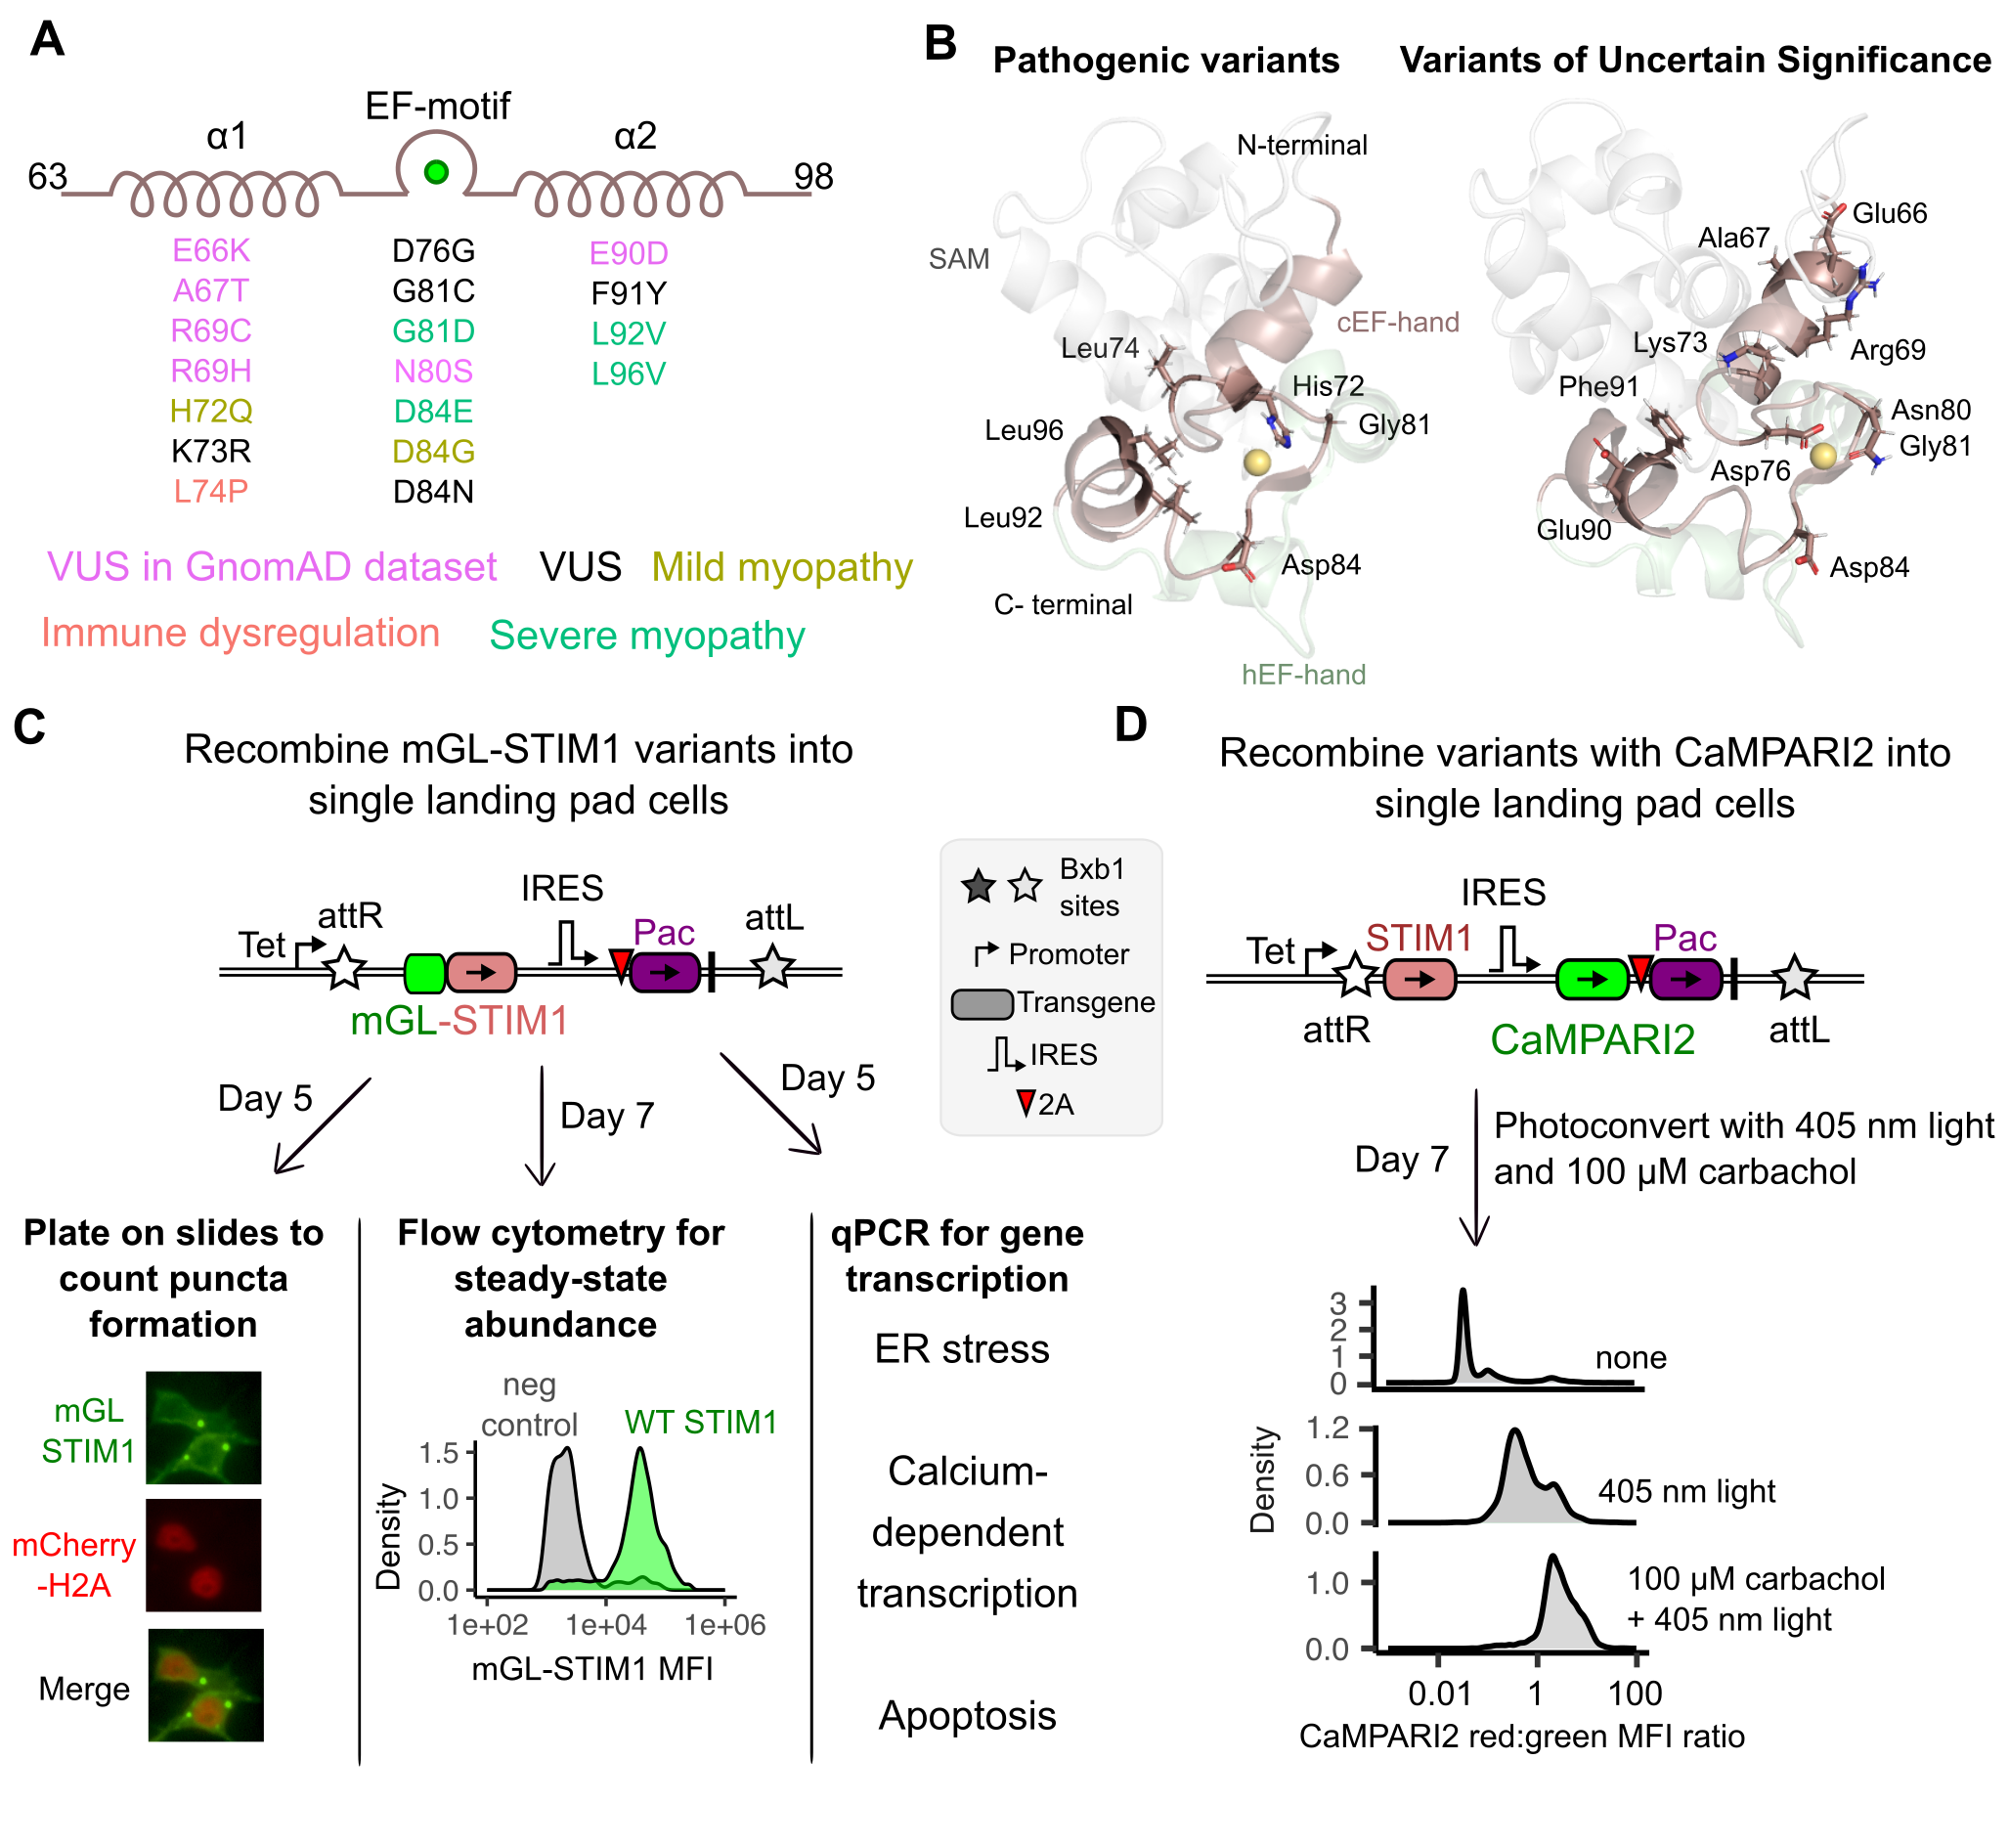 A
EF-motif
α1
α2
63
98
E66K
A67T
R69C
R69H
H72Q
K73R
L74P
D76G
G81C
G81D
N80S
D84E
D84G
D84N
E90D
F91Y
L92V
L96V
VUS in GnomAD dataset
VUS
Mild myopathy
Immune dysregulation
Severe myopathy
B
Pathogenic variants
N-terminal
SAM
cEF-hand
Leu74
His72
Leu96
Gly81
Leu92
Asp84
C- terminal
hEF-hand
Variants of Uncertain Significance
Glu66
Ala67
Lys73
Arg69
Phe91
Asn80
Gly81
Asp76
Glu90
Asp84
C
Recombine mGL-STIM1 variants into
single landing pad cells
IRES
attR
attL
Tet
Pac
mGL-STIM1
Day 5
Day 7
Day 5
Plate on slides to
count puncta
formation
mGL
STIM1
mCherry
-H2A
Merge
Flow cytometry for
steady-state
abundance
neg
control
WT STIM1
Density
1.5
1.0
0.5
0.0
1e+02
1e+04
1e+06
mGL-STIM1 MFI
qPCR for gene
transcription
ER stress
Calcium-
dependent
transcription
Apoptosis
Bxb1
sites
Promoter
Transgene
IRES
2A
D
Recombine variants with CaMPARI2 into
single landing pad cells
IRES
Tet
STIM1
Pac
attR
CaMPARI2
attL
Day 7
Photoconvert with 405 nm light
and 100 µM carbachol
3
2
1
0
none
Density
1.2
0.6
0.0
405 nm light
1.0
0.0
100 µM carbachol
+ 405 nm light
0.01
1
100
CaMPARI2 red:green MFI ratio